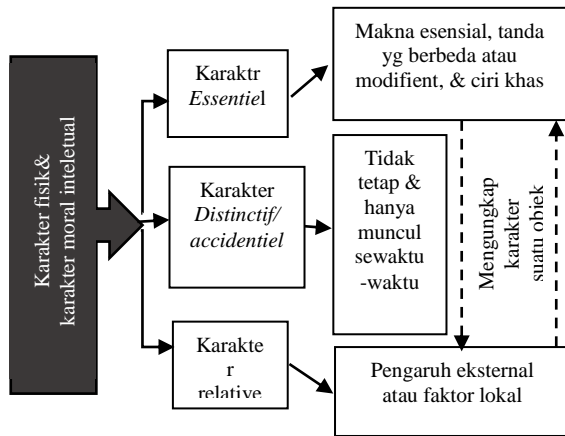 Karakter fisik&
karakter moral inteletual
Karaktr
Essentiel
Makna esensial, tanda
yg berbeda atau
modifient, & ciri khas
Karakter
Distinctif/
accidentiel
Tidak
tetap &
hanya
muncul
sewaktu
-waktu
Mengungkap
karakter
suatu obiek
Karakte
r
relative
Pengaruh eksternal
atau faktor lokal